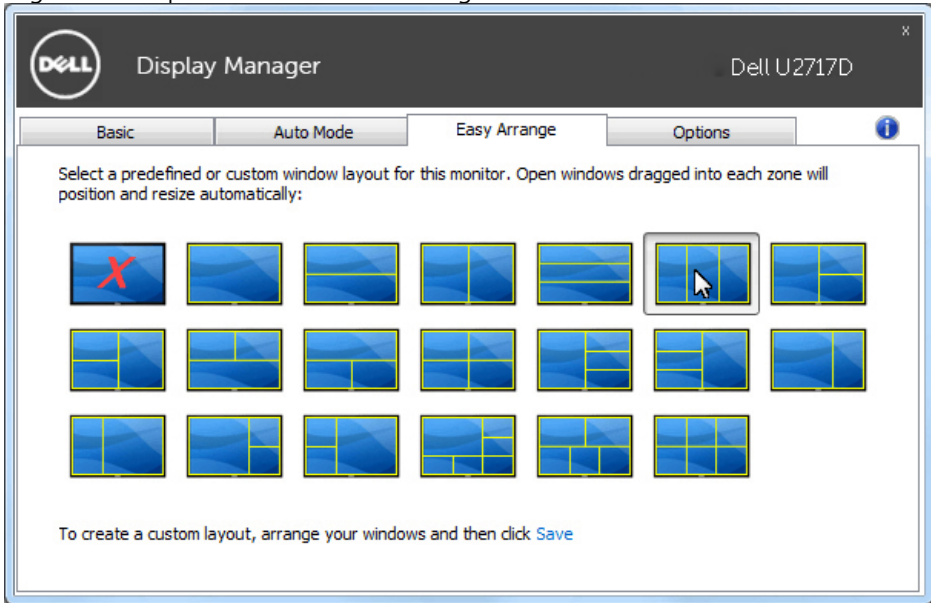 DELL
Display Manager
x
Dell U2717D
Basic
Auto Mode
Easy Arrange
Options
i
Select a predefined or custom window layout for this monitor. Open windows dragged into each zone will
position and resize automatically:
X
To create a custom layout, arrange your windows and then click Save